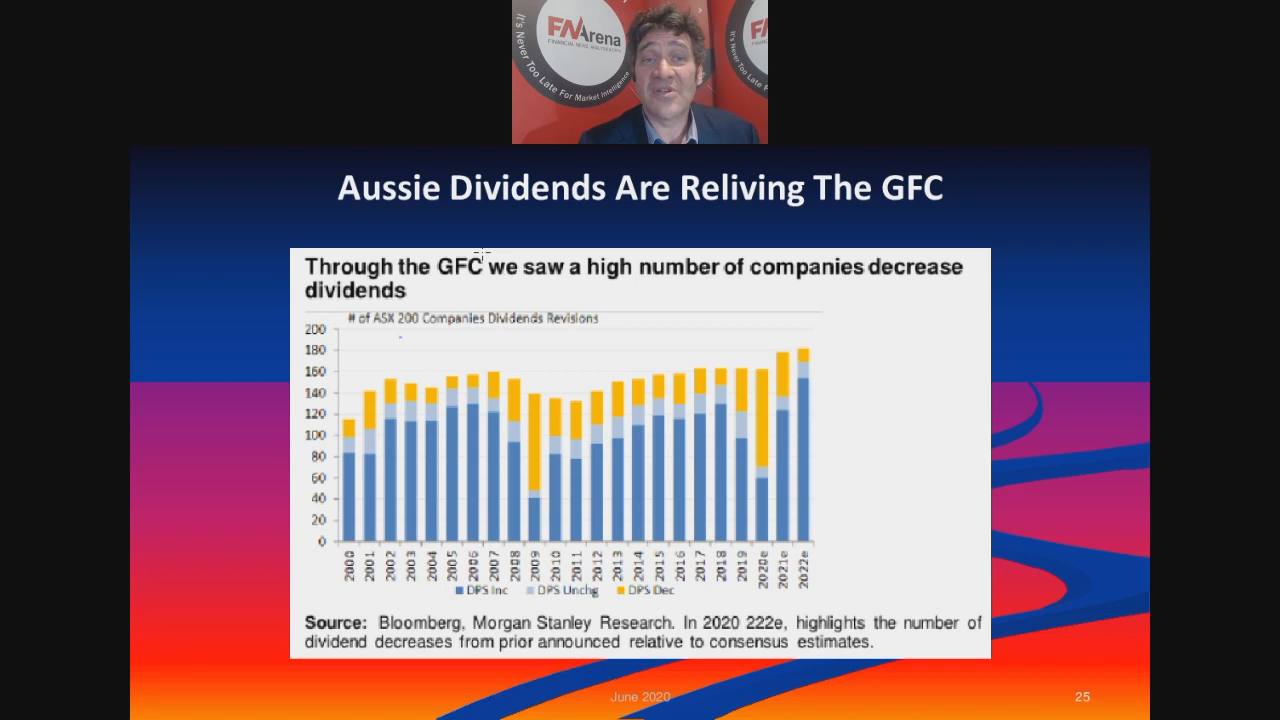 It's Never Too Late For Market Intelligence
FNArena
FINANCIAL NEWS, ANALYSIS & DATA
Aussie Dividends Are Reliving The GFC
Through the GFC we saw a high number of companies decrease
dividends
# of ASX 200 Companies Dividends Revisions
200
180
160
140
120
100
80
60
40
20
0
2000 2001 2002 2003 2004 2005 2006 2007 2008 2009 2010 2011 2012 2013 2014 2015 2016 2017 2018 2019 2020e 2021e 2022e
DPS Inc DPS Unchg DPS Dec
Source: Bloomberg, Morgan Stanley Research. In 2020 222e, highlights the number of
dividend decreases from prior announced relative to consensus estimates.
June 2020
25